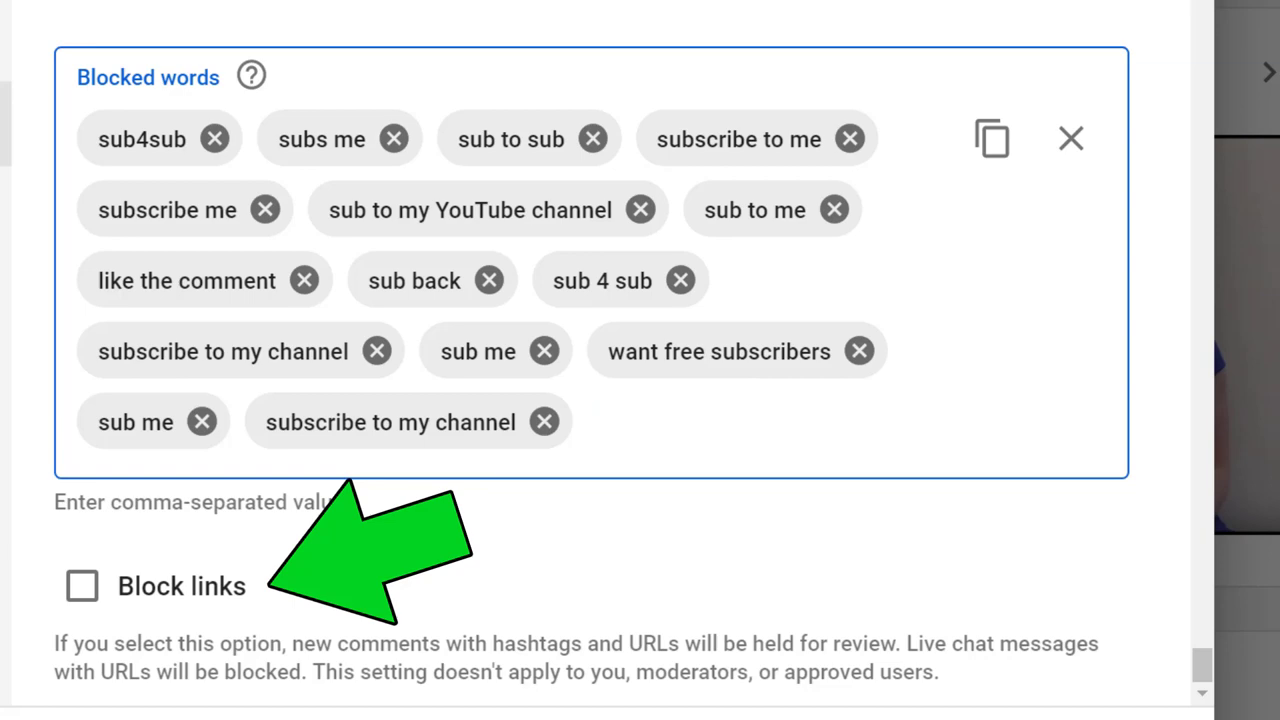 Blocked words
sub4sub subs me sub to sub subscribe to me
subscribe me sub to my YouTube channel sub to me
like the comment sub back sub 4 sub
subscribe to my channel sub me want free subscribers
sub me subscribe to my channel
Enter comma-separated
Block links
If you select this option, new comments with hashtags and URLs will be held for review. Live chat messages
with URLs will be blocked. This setting doesn't apply to you, moderators, or approved users.